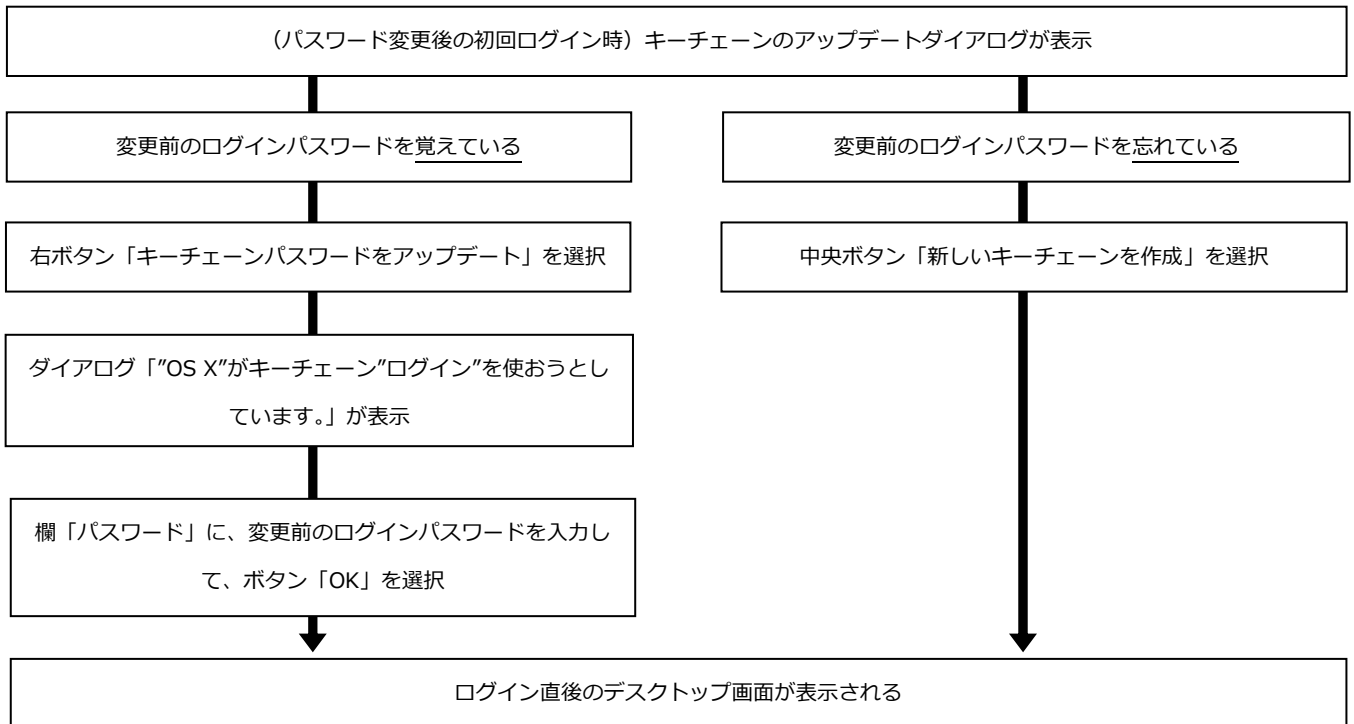 （パスワード変更後の初回ログイン時）キーチェーンのアップデートダイアログが表示
変更前のログインパスワードを覚えている
変更前のログインパスワードを忘れている
右ボタン「キーチェーンパスワードをアップデート」を選択
中央ボタン「新しいキーチェーンを作成」を選択
ダイアログ「”OS X”がキーチェーン”ログイン”を使おうとし
ています。」が表示
欄「パスワード」に、変更前のログインパスワードを入力し
て、ボタン「OK」を選択
ログイン直後のデスクトップ画面が表示される